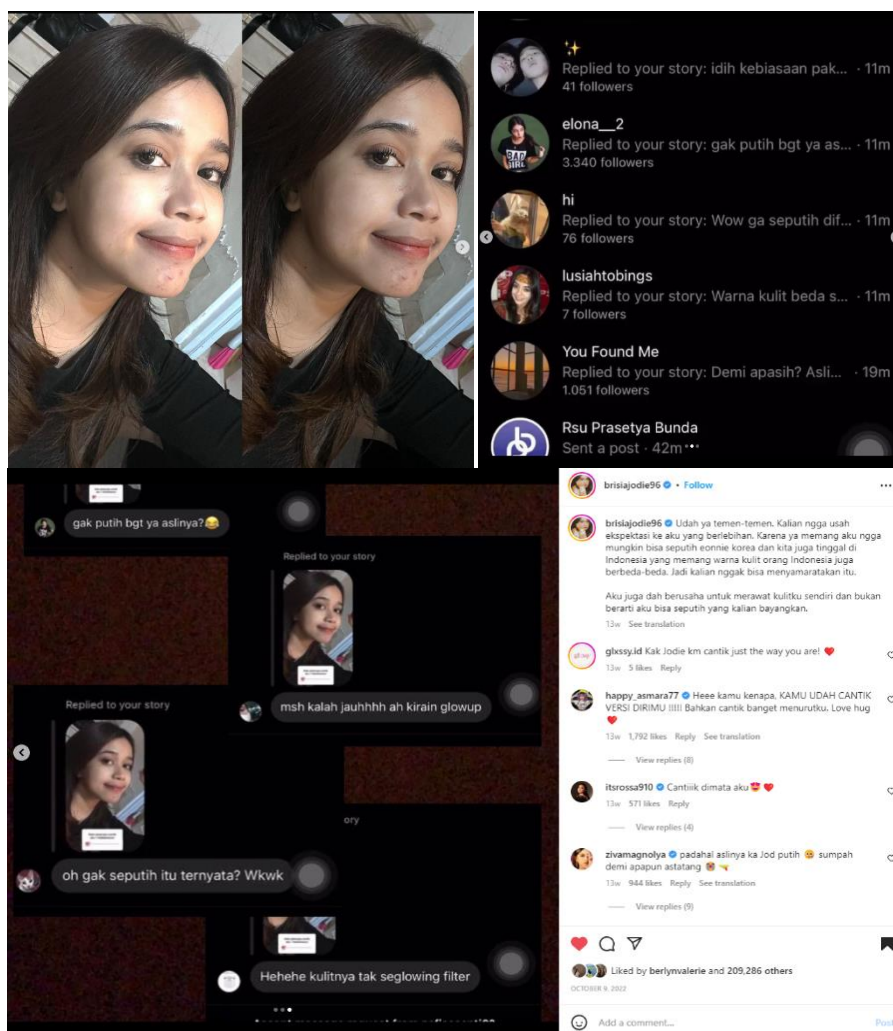 ✨
Replied to your story: idih kebiasaan pak... · 11m
41 followers
elona__2
Replied to your story: gak putih bgt ya as... · 11m
3.340 followers
hi
Replied to your story: Wow ga seputih dif... · 11m
76 followers
lusiahtobings
Replied to your story: Warna kulit beda s... · 11m
7 followers
You Found Me
Replied to your story: Demi apasih? Asli... · 19m
1.051 followers
Rsu Prasetya Bunda
Sent a post · 42m
gak putih bgt ya aslinya?😂
Replied to your story
msh kalah jauhhhh ah kirain glowup
Replied to your story
oh gak seputih itu ternyata? Wkwk
ory
Hehehe kulitnya tak seglowing filter
brisiajodie96 • Follow
brisiajodie96 Udah ya temen-temen. Kalian ngga usah
ekspektasi ke aku yang berlebihan. Karena ya memang aku ngga
mungkin bisa seputih eonnie korea dan kita juga tinggal di
Indonesia yang memang warna kulit orang Indonesia juga
berbeda-beda. Jadi kalian nggak bisa menyamaratakan itu.
Aku juga dah berusaha untuk merawat kulitku sendiri dan bukan
berarti aku bisa seputih yang kalian bayangkan.
13w See translation
glxssy.id Kak Jodie km cantik just the way you are! ❤️
13w 5 likes Reply
happy_asmara77 Heee kamu kenapa, KAMU UDAH CANTIK
VERSI DIRIMU !!!!! Bahkan cantik banget menurutku. Love hug
❤️
13w 1,792 likes Reply See translation
View replies (8)
itsrossa910 Cantiiik dimata aku 😍 ❤️
13w 571 likes Reply
View replies (4)
zivamagnolya padahal aslinya ka Jod putih sumpah
demi apapun astatang
13w 944 likes Reply See translation
View replies (9)
Liked by berlynvalerie and 209,286 others
OCTOBER 9, 2022
Add a comment...
Post